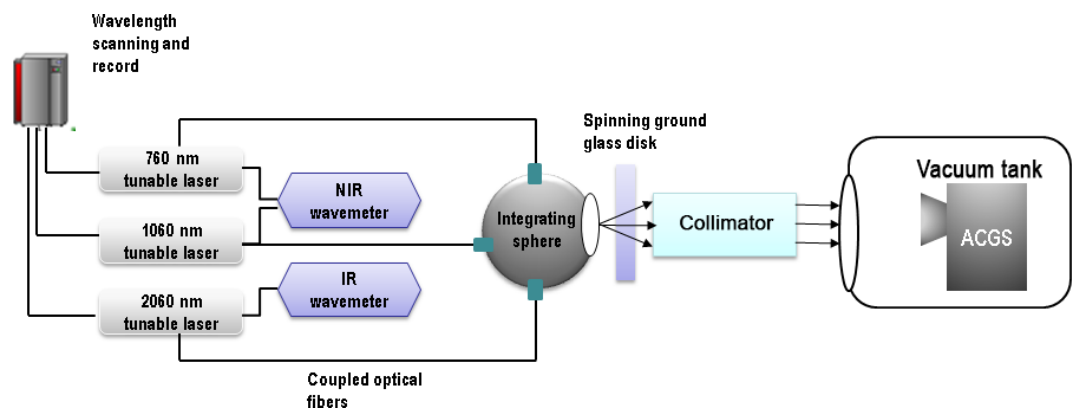 Wavelength
scanning and
record
760 nm
tunable laser
1060 nm
tunable laser
2060 nm
tunable laser
NIR
wavemeter
IR
wavemeter
Coupled optical
fibers
Integrating
sphere
Spinning ground
glass disk
Collimator
Vacuum tank
ACGS